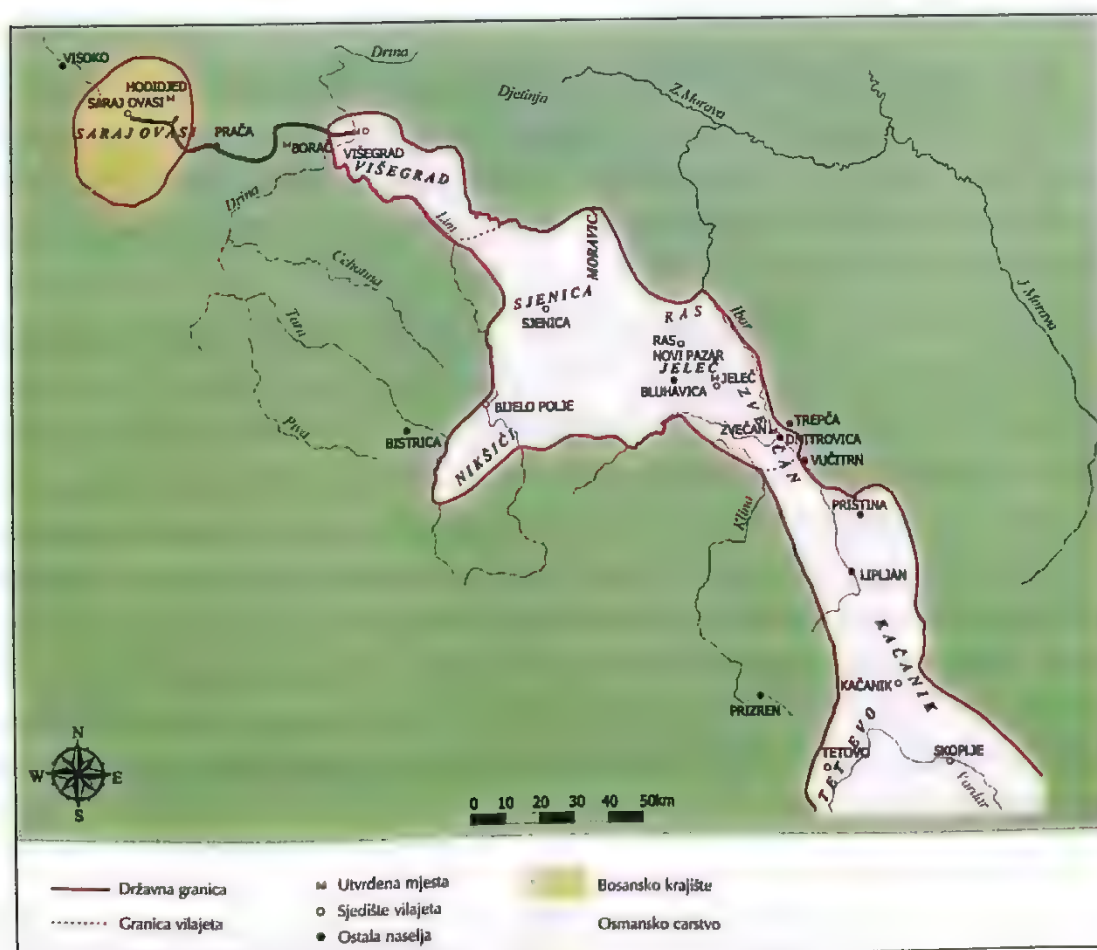 VISOKO
Drina
HODIDJED
SARAJ OVASI
SARAJ OVASI
PRAČA
BORAČ
Djetinja
Z. Morava
VIŠEGRAD
VIŠEGRAD
Drina
Lim
Ćehotina
MORAVICA
SJENICA
SJENICA
RAS
Ibar
J. Morava
Tara
RAS
NOVI PAZAR
JELEČ
JELEČ
BLUHAVICA
ZVEČAN
BIJELO POLJE
TREPČA
BISTRICA
Piva
ZVEČAN
DMITROVICA
NIKŠIĆI
VUČITRN
Klina
PRIŠTINA
LIPLJAN
KAČANIK
KAČANIK
PRIZREN
TETOVO
TETOVO
SKOPLJE
Vardar
N
W E
S
0 10 20 30 40 50km
Državna granica
Utvrđena mjesta
Bosansko krajište
Granica vilajeta
Sjedište vilajeta
Osmansko carstvo
Ostala naselja